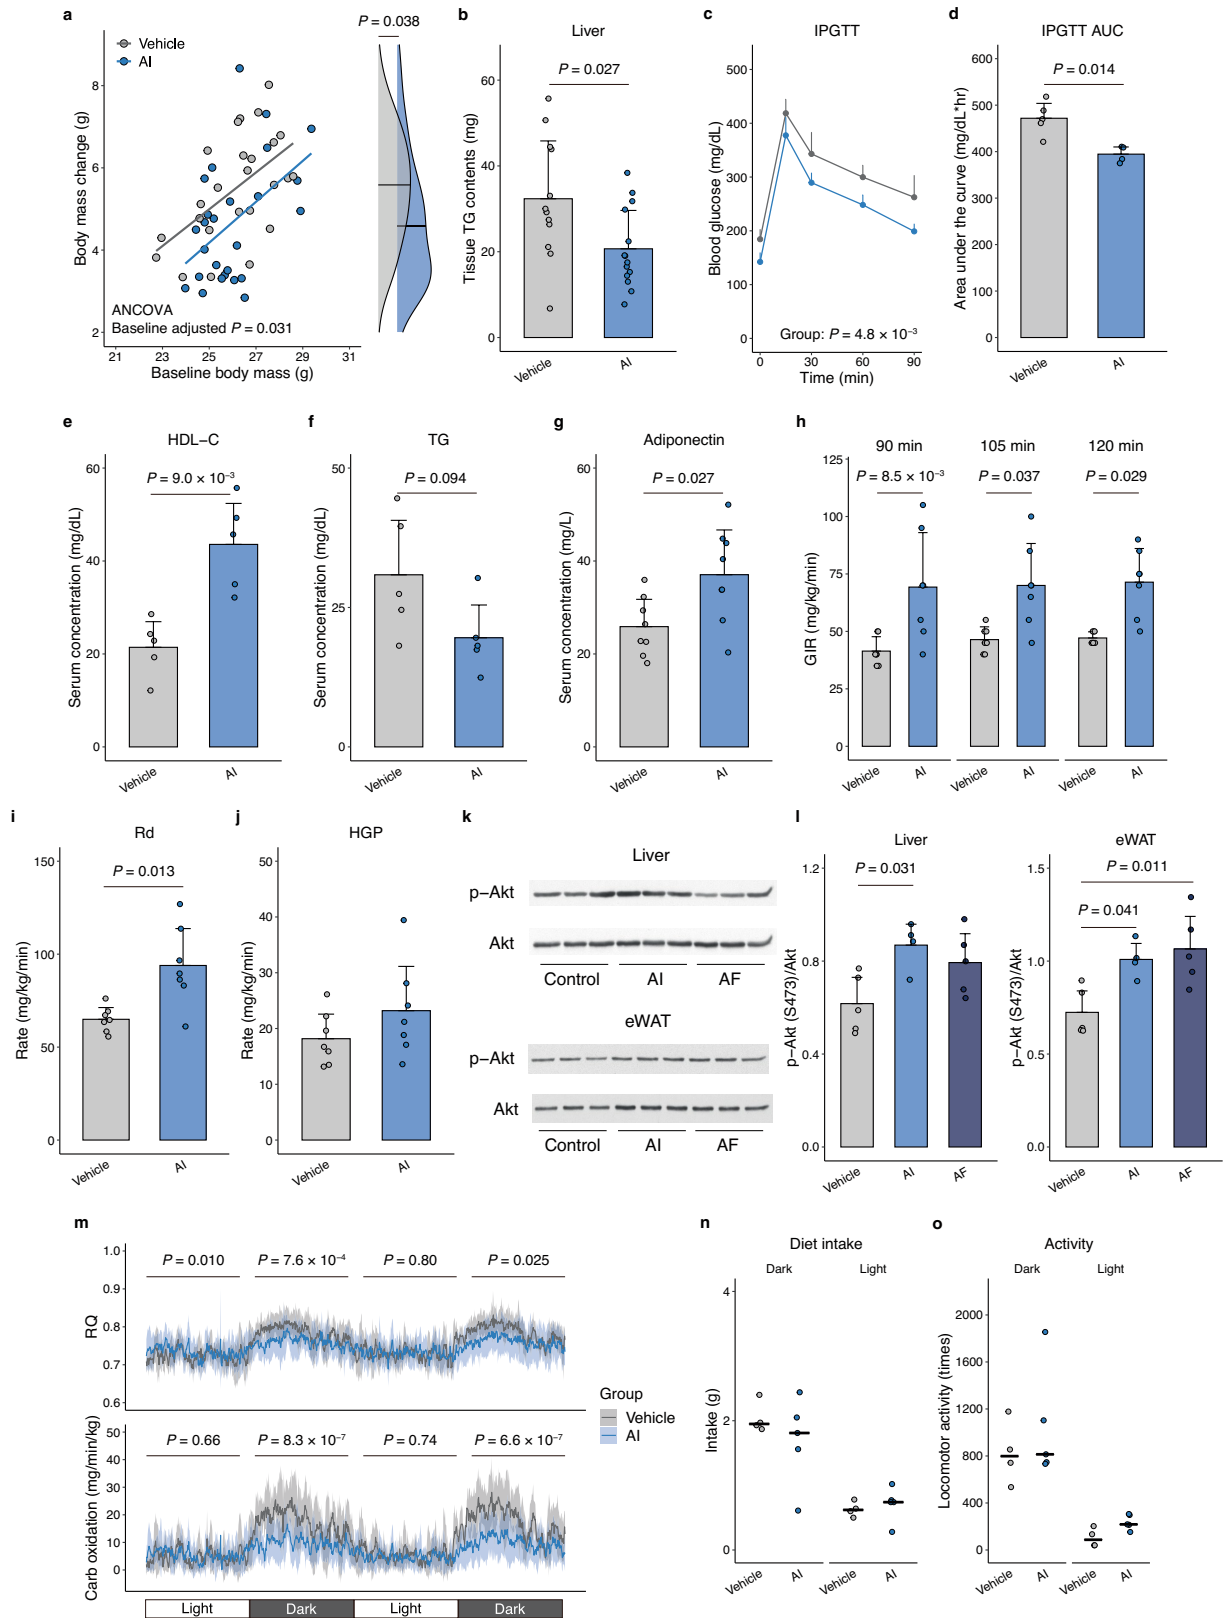 a
P = 0.038
Vehicle
AI
Body mass change (g)
8
6
4
2
ANCOVA
Baseline adjusted P = 0.031
21 23 25 27 29 31
Baseline body mass (g)
b
Liver
P = 0.027
Tissue TG contents (mg)
60
40
20
0
Vehicle AI
c
IPGTT
Blood glucose (mg/dL)
500
400
300
200
100
0
Group: P = 4.8 × 10⁻³
0 30 60 90
Time (min)
d
IPGTT AUC
P = 0.014
Area under the curve (mg/dL*hr)
600
500
400
300
200
100
0
Vehicle AI
e
HDL–C
P = 9.0 × 10⁻³
Serum concentration (mg/dL)
60
40
20
0
Vehicle AI
f
TG
P = 0.094
Serum concentration (mg/dL)
50
25
0
Vehicle AI
g
Adiponectin
P = 0.027
Serum concentration (mg/L)
60
40
20
0
Vehicle AI
h
90 min 105 min 120 min
P = 8.5 × 10⁻³ P = 0.037 P = 0.029
GIR (mg/kg/min)
125
100
75
50
25
0
Vehicle AI Vehicle AI Vehicle AI
i
Rd
P = 0.013
Rate (mg/kg/min)
150
100
50
0
Vehicle AI
j
HGP
Rate (mg/kg/min)
50
40
30
20
10
0
Vehicle AI
k
Liver
p–Akt
Akt
Control AI AF
eWAT
p–Akt
Akt
Control AI AF
l
Liver
P = 0.031
p–Akt (S473)/Akt
1.2
0.8
0.4
0.0
Vehicle AI AF
eWAT
P = 0.011
P = 0.041
p–Akt (S473)/Akt
1.5
1.0
0.5
0.0
Vehicle AI AF
m
P = 0.010 P = 7.6 × 10⁻⁴ P = 0.80 P = 0.025
RQ
1.0
0.9
0.8
0.7
0.6
P = 0.66 P = 8.3 × 10⁻⁷ P = 0.74 P = 6.6 × 10⁻⁷
Carb oxidation (mg/min/kg)
50
40
30
20
10
0
Light Dark Light Dark
Group
Vehicle
AI
n
Diet intake
Dark Light
Intake (g)
4
2
0
Vehicle AI Vehicle AI
o
Activity
Dark Light
Locomotor activity (times)
2000
1600
1200
800
400
0
Vehicle AI Vehicle AI